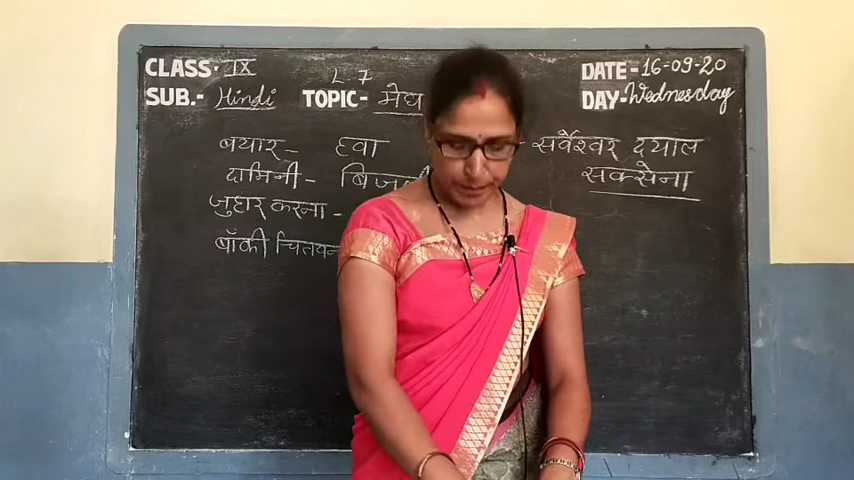 CLASS:- IX L. 7 DATE- 16-09-20
SUB.- Hindi TOPIC- DAY:- Wednesday
बयार - हवा सर्वेश्वर दयाल
दामिनी - सक्सेना
जुहार करना
बाँकी